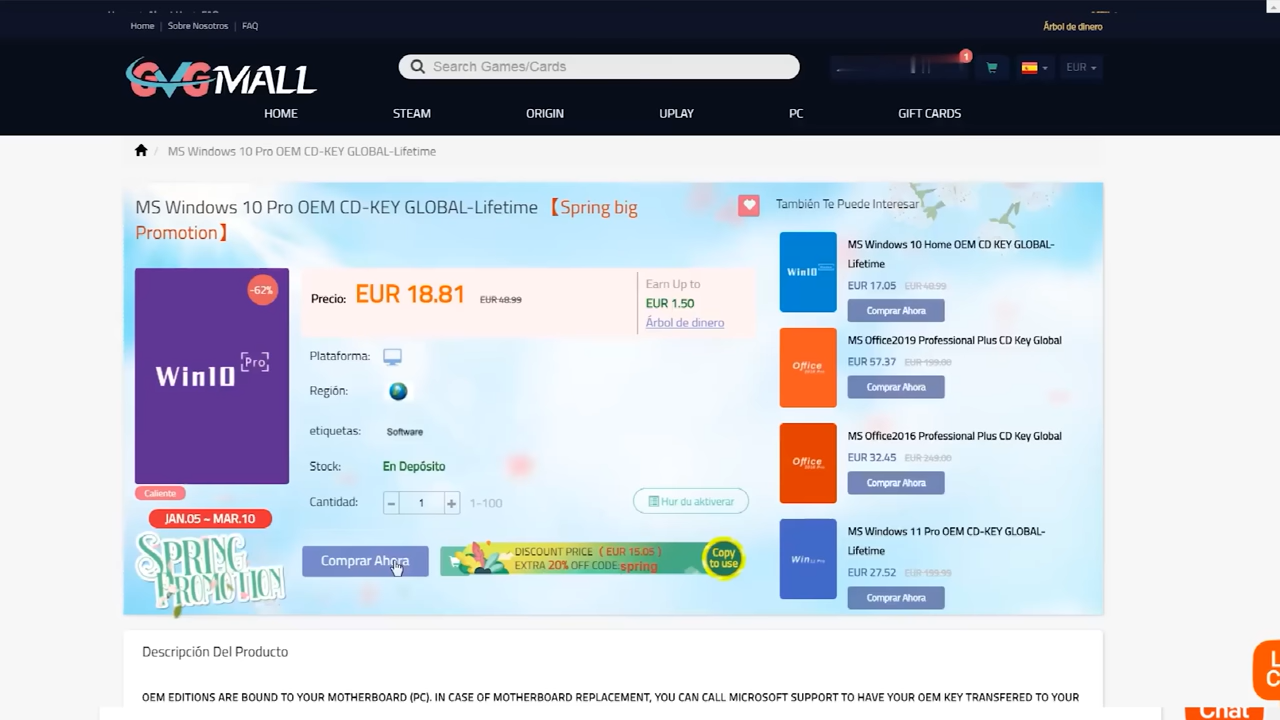 Home | Sobre Nosotros | FAQ
Árbol de dinero
GVGMALL
Search Games/Cards
1
EUR
HOME
STEAM
ORIGIN
UPLAY
PC
GIFT CARDS
/ MS Windows 10 Pro OEM CD-KEY GLOBAL-Lifetime
MS Windows 10 Pro OEM CD-KEY GLOBAL-Lifetime 【Spring big
Promotion】
-62%
Win10 [Pro]
Caliente
JAN.05 ~ MAR.10
SPRING
PROMOTION
Precio: EUR 18.81 EUR 48.99
Earn Up to
EUR 1.50
Árbol de dinero
Plataforma:
Región:
etiquetas: Software
Stock: En Depósito
Cantidad: − 1 + 1-100
Hur du aktiverar
Comprar Ahora
DISCOUNT PRICE ( EUR 15.05 )
EXTRA 20% OFF CODE:spring
Copy
to use
También Te Puede Interesar
Win10
MS Windows 10 Home OEM CD KEY GLOBAL-
Lifetime
EUR 17.05 EUR 48.99
Comprar Ahora
Office
MS Office2019 Professional Plus CD Key Global
EUR 57.37 EUR 199.00
Comprar Ahora
Office
MS Office2016 Professional Plus CD Key Global
EUR 32.45 EUR 249.00
Comprar Ahora
MS Windows 11 Pro OEM CD-KEY GLOBAL-
Lifetime
EUR 27.52 EUR 199.99
Comprar Ahora
Descripción Del Producto
OEM EDITIONS ARE BOUND TO YOUR MOTHERBOARD (PC). IN CASE OF MOTHERBOARD REPLACEMENT, YOU CAN CALL MICROSOFT SUPPORT TO HAVE YOUR OEM KEY TRANSFERED TO YOUR
Chat